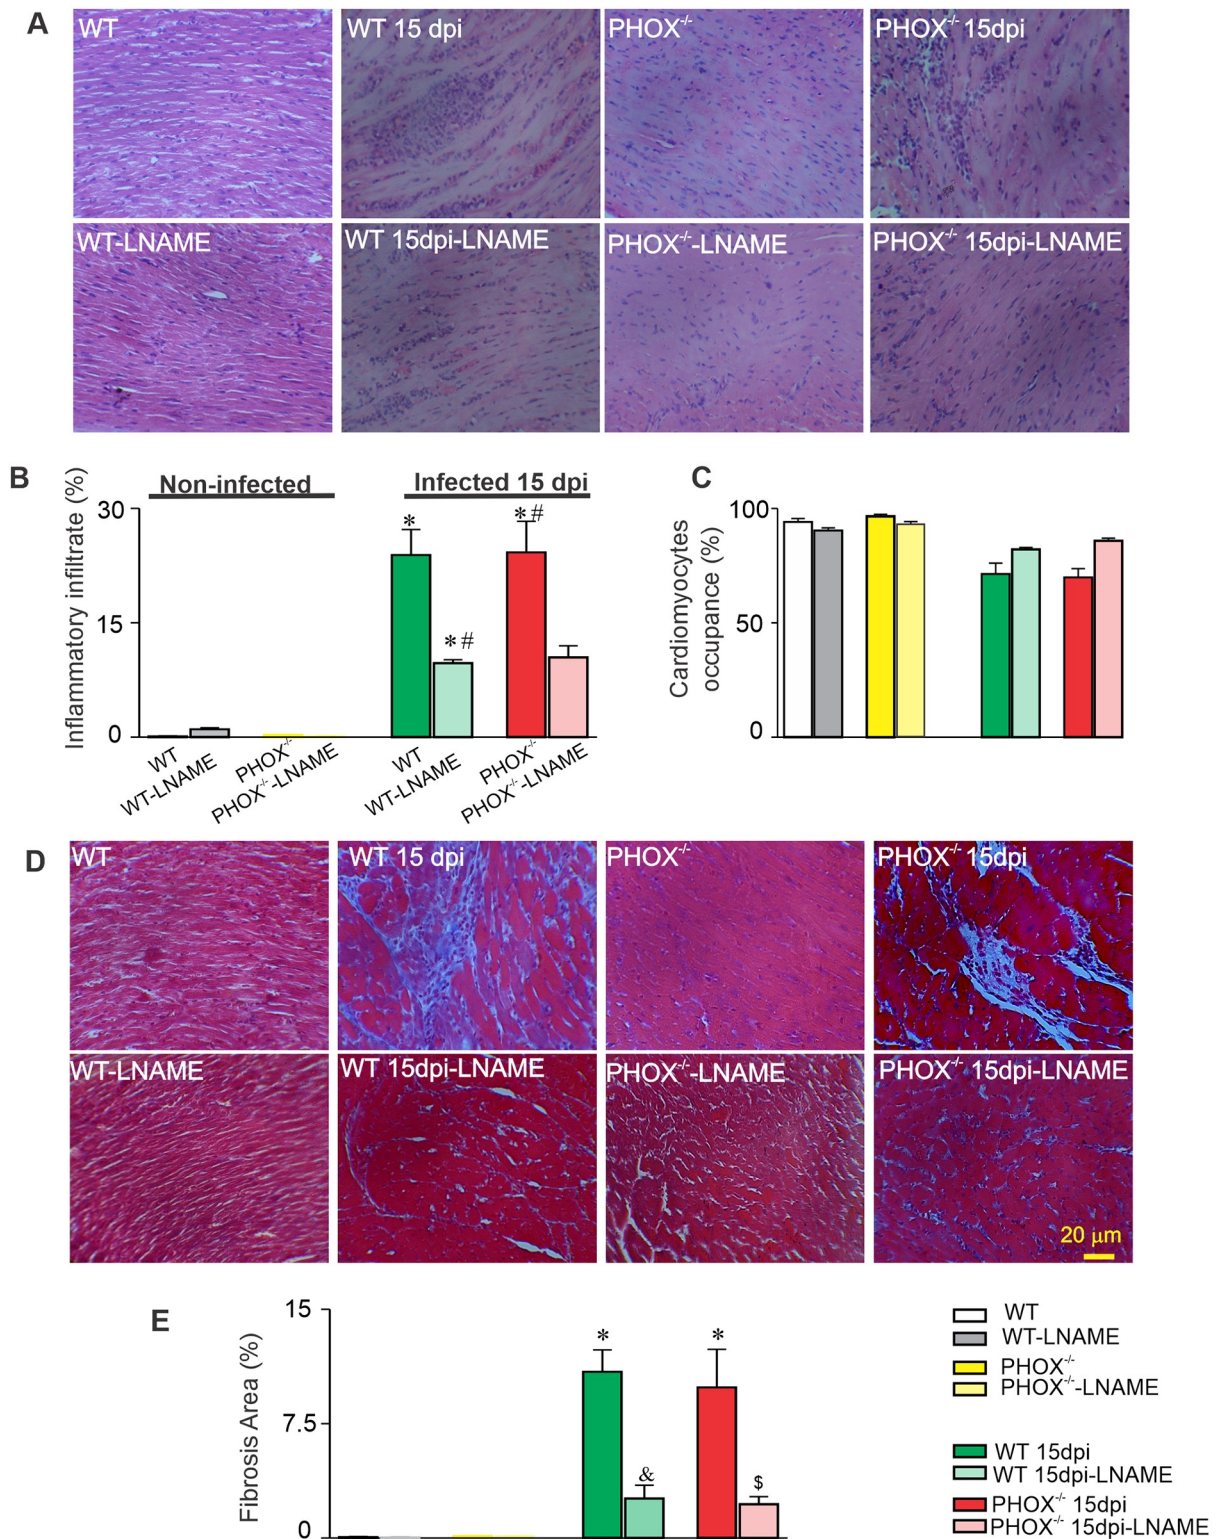 A
WT
WT 15 dpi
PHOX-/-
PHOX-/- 15dpi
WT-LNAME
WT 15dpi-LNAME
PHOX-/--LNAME
PHOX-/- 15dpi-LNAME
B
Non-infected
Infected 15 dpi
Inflammatory infiltrate (%)
30
15
0
*
* #
* #
WT
WT-LNAME
PHOX-/-
PHOX-/--LNAME
WT
WT-LNAME
PHOX-/-
PHOX-/--LNAME
C
Cardiomyocytes
occupance (%)
100
50
0
D
WT
WT 15 dpi
PHOX-/-
PHOX-/- 15dpi
WT-LNAME
WT 15dpi-LNAME
PHOX-/--LNAME
PHOX-/- 15dpi-LNAME
20 μm
E
Fibrosis Area (%)
15
7.5
0
*
&
*
$
WT
WT-LNAME
PHOX-/-
PHOX-/--LNAME
WT 15dpi
WT 15dpi-LNAME
PHOX-/- 15dpi
PHOX-/- 15dpi-LNAME